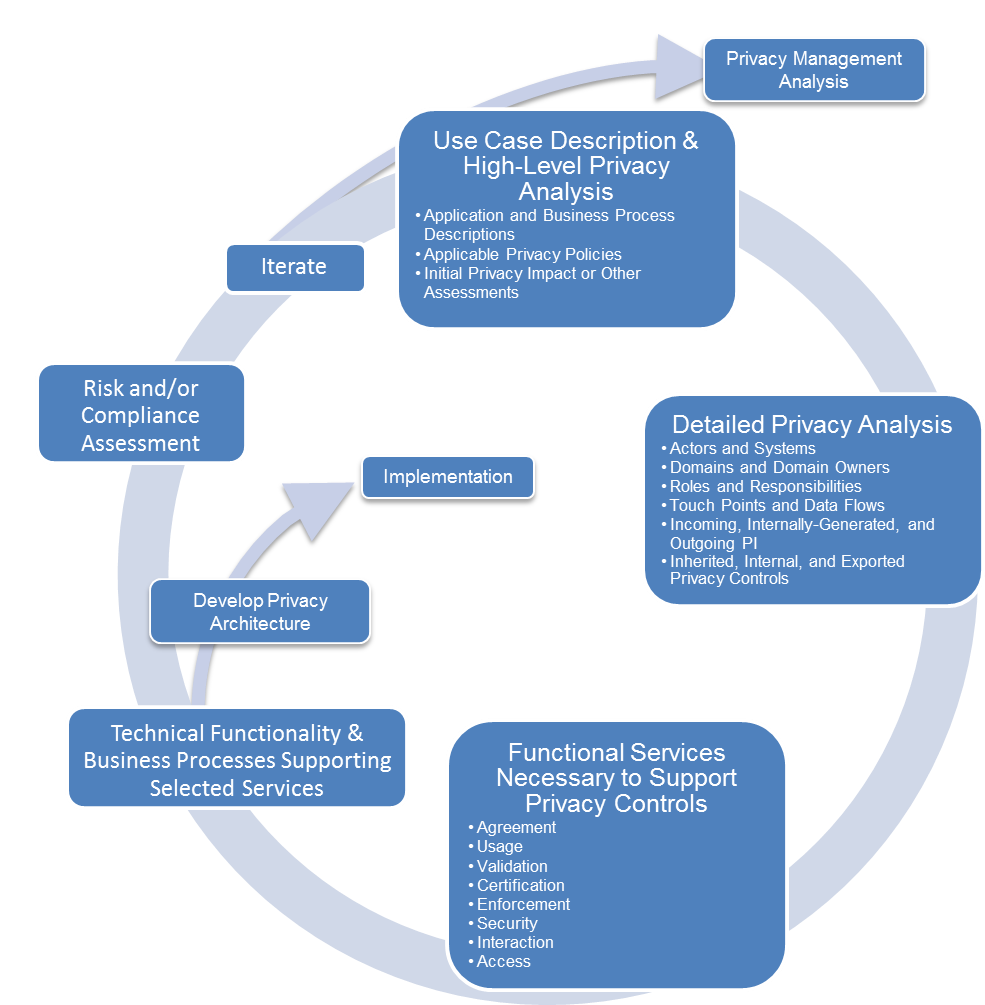 Privacy Management
Analysis
Use Case Description &
High-Level Privacy
Analysis
• Application and Business Process
Descriptions
• Applicable Privacy Policies
• Initial Privacy Impact or Other
Assessments
Iterate
Risk and/or
Compliance
Assessment
Detailed Privacy Analysis
• Actors and Systems
• Domains and Domain Owners
• Roles and Responsibilities
• Touch Points and Data Flows
• Incoming, Internally-Generated, and
Outgoing PI
• Inherited, Internal, and Exported
Privacy Controls
Implementation
Develop Privacy
Architecture
Technical Functionality &
Business Processes Supporting
Selected Services
Functional Services
Necessary to Support
Privacy Controls
• Agreement
• Usage
• Validation
• Certification
• Enforcement
• Security
• Interaction
• Access